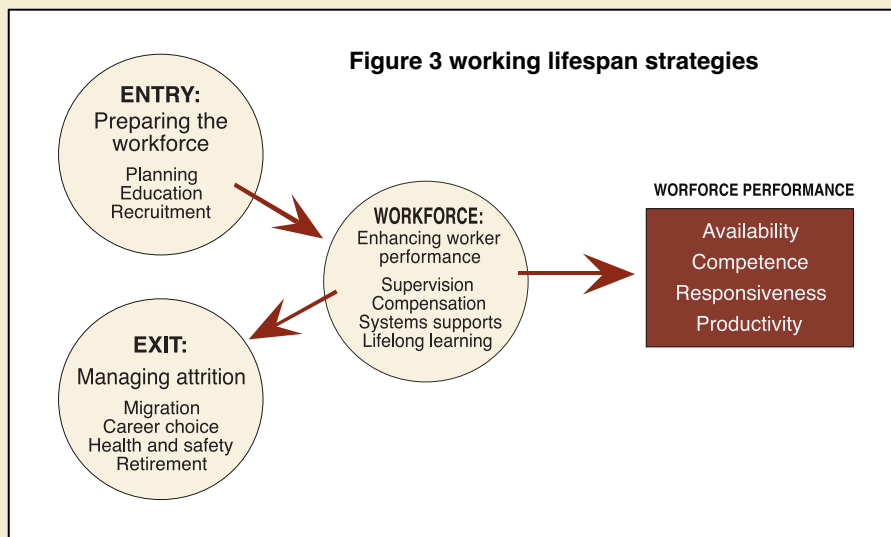 Figure 3 working lifespan strategies
ENTRY:
Preparing the
workforce
Planning
Education
Recruitment
WORKFORCE:
Enhancing worker
performance
Supervision
Compensation
Systems supports
Lifelong learning
EXIT:
Managing attrition
Migration
Career choice
Health and safety
Retirement
WORFORCE PERFORMANCE
Availability
Competence
Responsiveness
Productivity